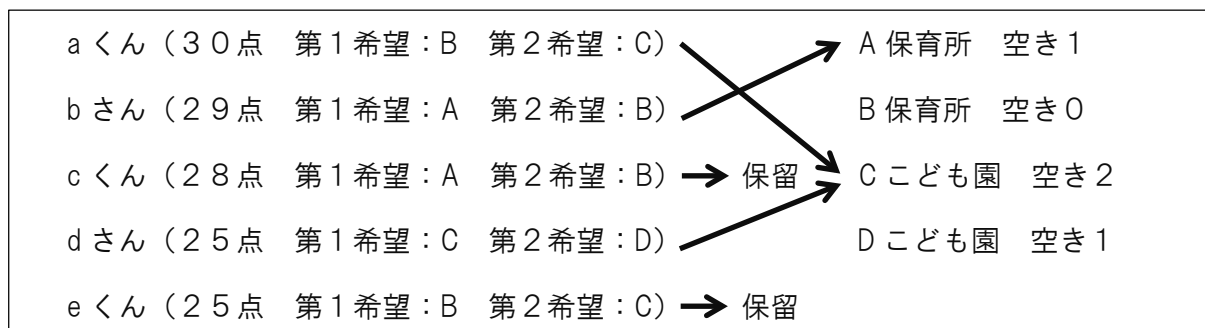 aくん（３０点　第１希望：B　第２希望：C）　A保育所　空き１
bさん（２９点　第１希望：A　第２希望：B）　B保育所　空き０
cくん（２８点　第１希望：A　第２希望：B）　保留　Cこども園　空き２
dさん（２５点　第１希望：C　第２希望：D）　Dこども園　空き１
eくん（２５点　第１希望：B　第２希望：C）　保留